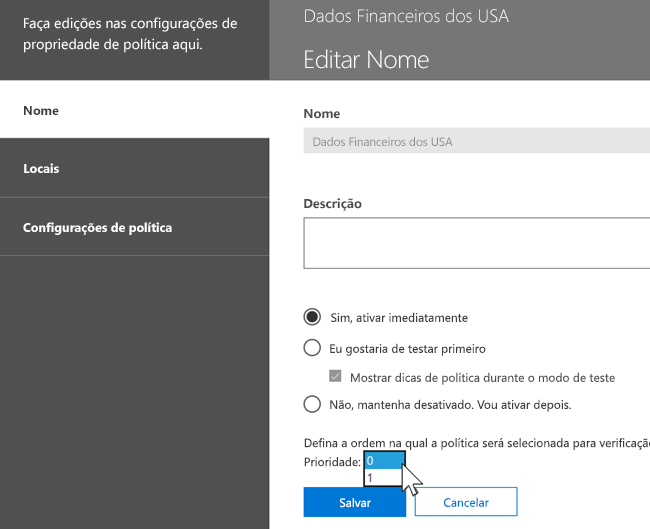 Faça edições nas configurações de
propriedade de política aqui.
Nome
Locais
Configurações de política
Dados Financeiros dos USA
Editar Nome
Nome
Dados Financeiros dos USA
Descrição
Sim, ativar imediatamente
Eu gostaria de testar primeiro
Mostrar dicas de política durante o modo de teste
Não, mantenha desativado. Vou ativar depois.
Defina a ordem na qual a política será selecionada para verificação
Prioridade: 0
1
Salvar Cancelar